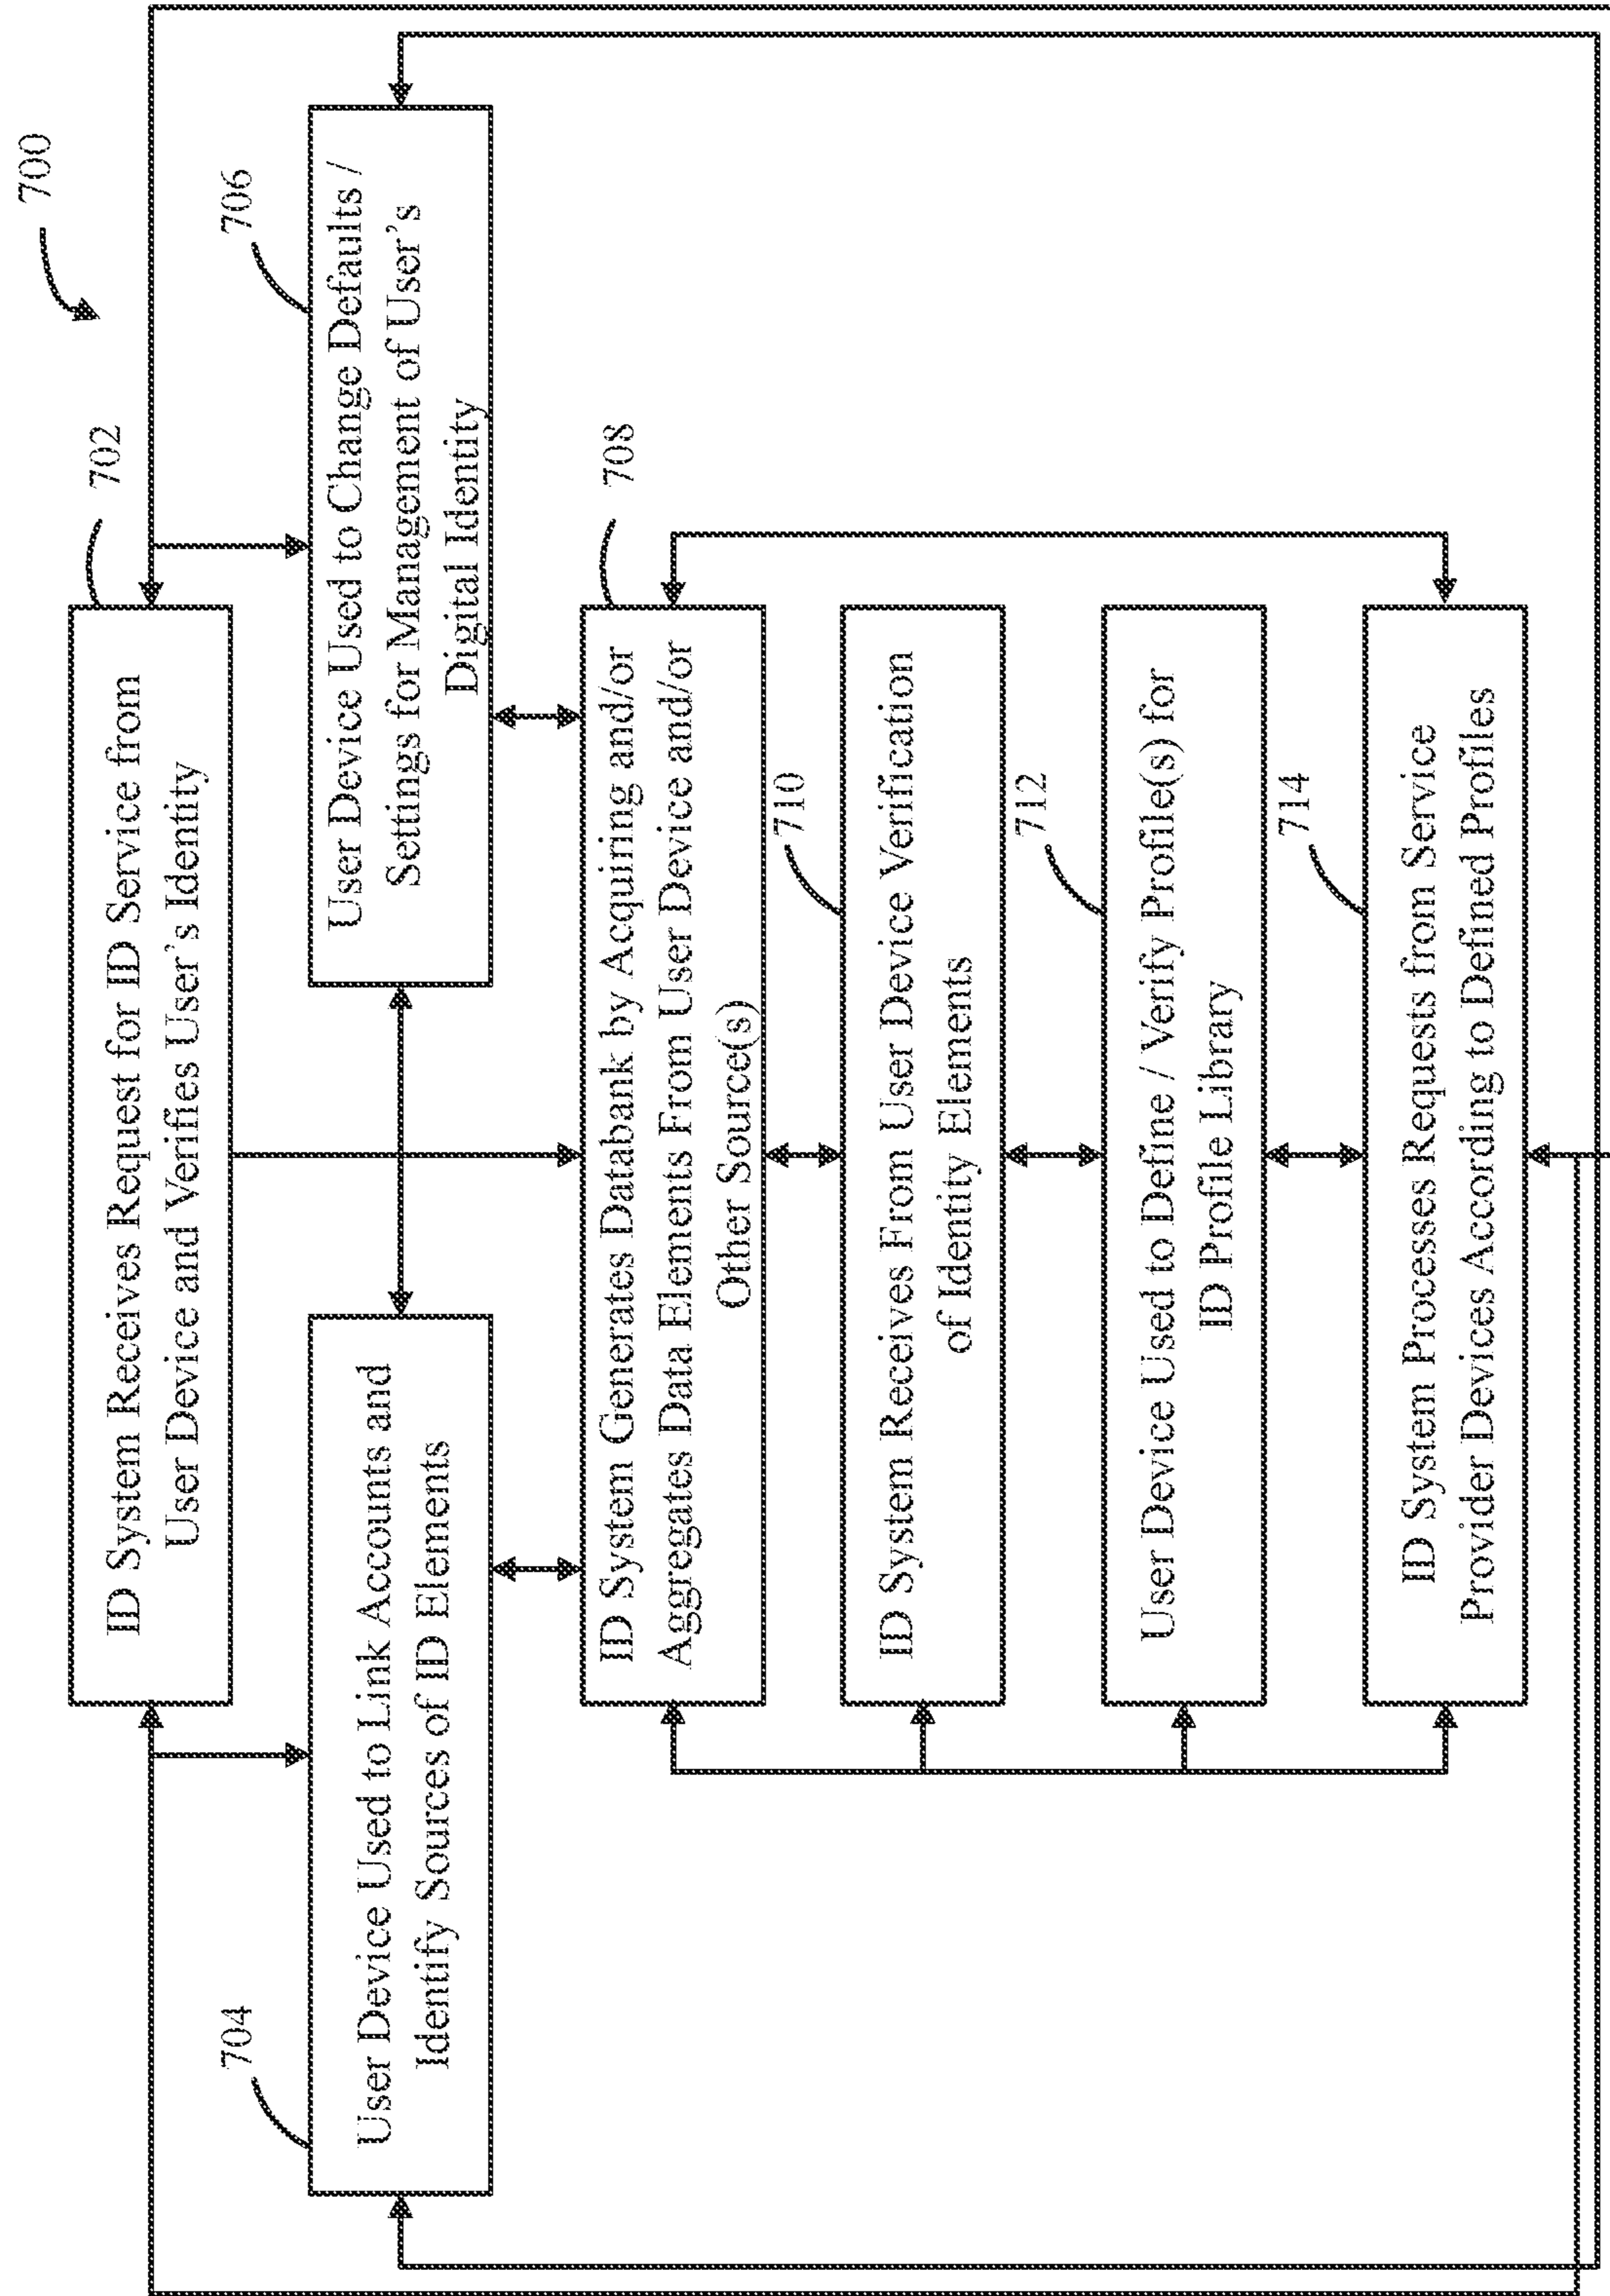 700
702
ID System Receives Request for ID Service from
User Device and Verifies User's Identity
704
User Device Used to Link Accounts and
Identify Sources of ID Elements
706
User Device Used to Change Defaults /
Settings for Management of User's
Digital Identity
708
ID System Generates Databank by Acquiring and/or
Aggregates Data Elements From User Device and/or
Other Source(s)
710
ID System Receives From User Device Verification
of Identity Elements
712
User Device Used to Define / Verify Profile(s) for
ID Profile Library
714
ID System Processes Requests from Service
Provider Devices According to Defined Profiles